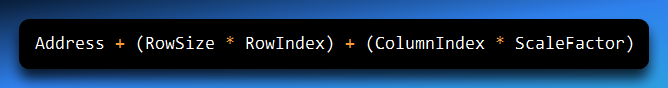 Address + (RowSize * RowIndex) + (ColumnIndex * ScaleFactor)